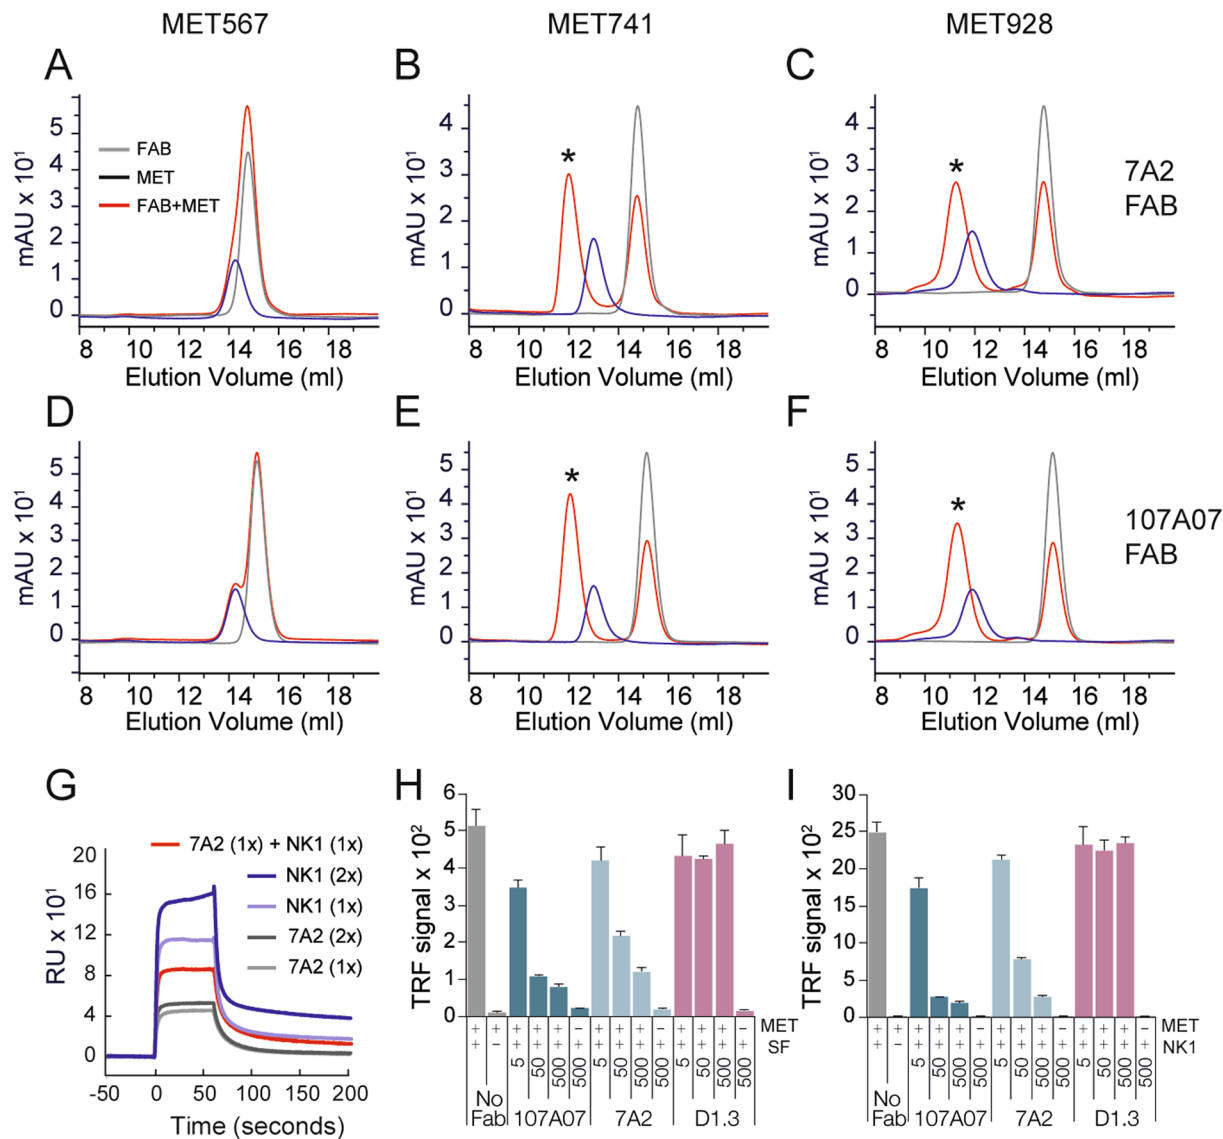 MET567 MET741 MET928
A B C
5 4 3 2 1 0
mAU x 10¹
FAB
MET
FAB+MET
8 10 12 14 16 18
Elution Volume (ml)
4 3 2 1 0
mAU x 10¹
*
8 10 12 14 16 18
Elution Volume (ml)
4 3 2 1 0
mAU x 10¹
*
8 10 12 14 16 18
Elution Volume (ml)
7A2
FAB
D E F
5 4 3 2 1 0
mAU x 10¹
8 10 12 14 16 18
Elution Volume (ml)
5 4 3 2 1 0
mAU x 10¹
*
8 10 12 14 16 18
Elution Volume (ml)
5 4 3 2 1 0
mAU x 10¹
*
8 10 12 14 16 18
Elution Volume (ml)
107A07
FAB
G H I
20 16 12 8 4 0
RU x 10¹
7A2 (1x) + NK1 (1x)
NK1 (2x)
NK1 (1x)
7A2 (2x)
7A2 (1x)
-50 0 50 100 150 200
Time (seconds)
6 5 4 3 2 1 0
TRF signal x 10²
+ - + + + - + + + - + + + - MET
+ - + + + + + + + + + + + + SF
5 50 500 500 5 50 500 500 5 50 500 500
No
Fab 107A07 7A2 D1.3
30 25 20 15 10 5 0
TRF signal x 10²
+ - + + + - + + + - + + + - MET
+ - + + + + + + + + + + + + NK1
5 50 500 500 5 50 500 500 5 50 500 500
No
Fab 107A07 7A2 D1.3